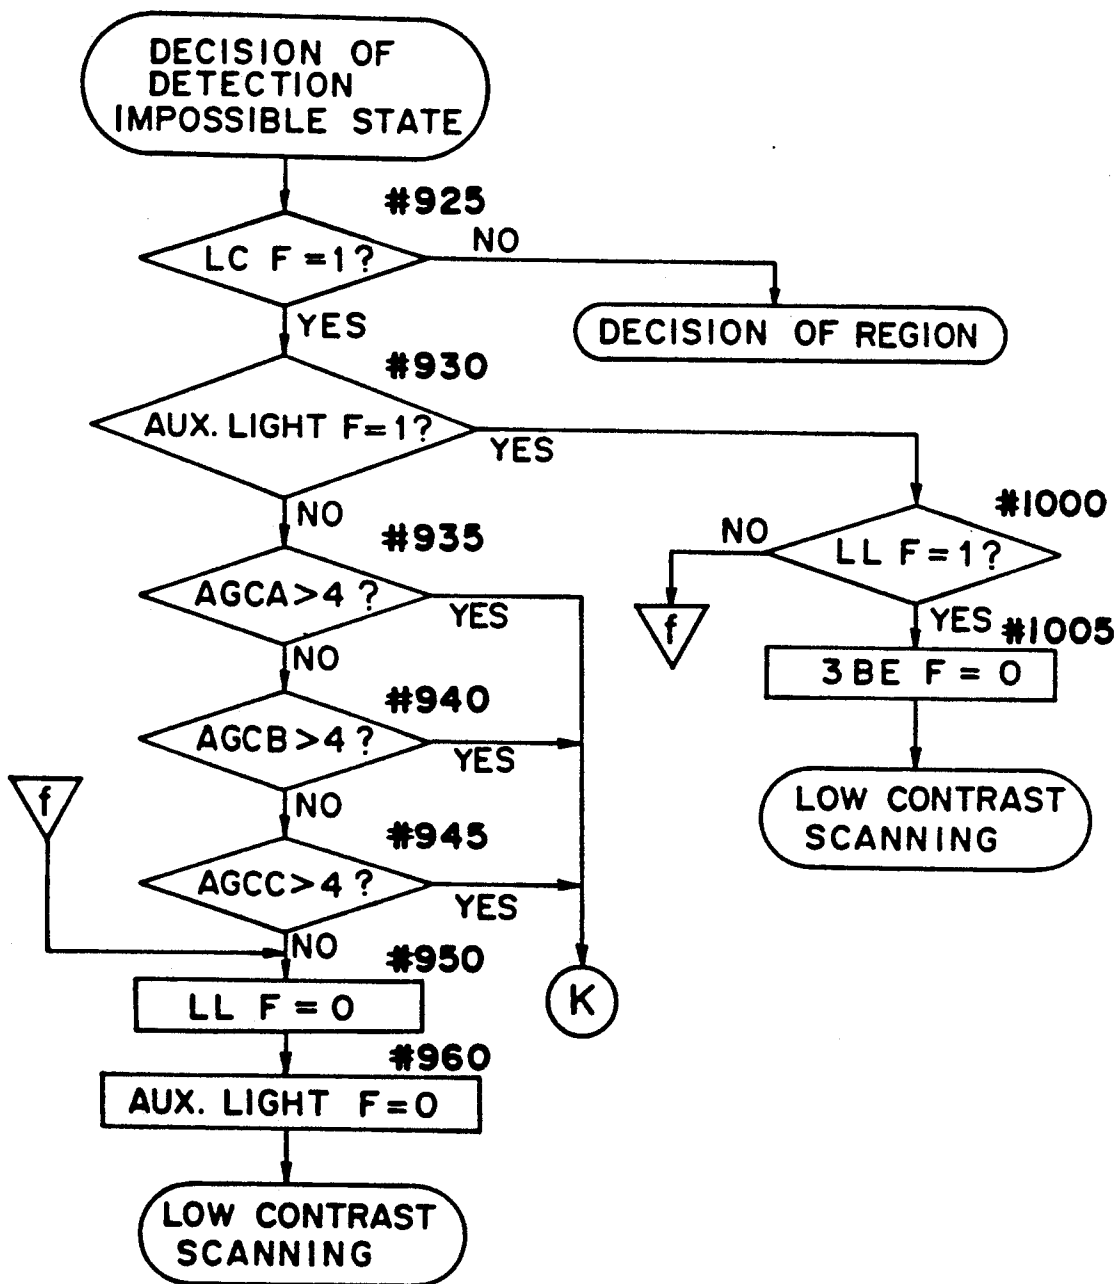 DECISION OF
DETECTION
IMPOSSIBLE STATE
#925
LC F=1?
NO
YES
DECISION OF REGION
#930
AUX. LIGHT F=1?
YES
NO
#1000
LL F=1?
NO
f
YES
#1005
3BE F = 0
LOW CONTRAST
SCANNING
#935
AGCA>4 ?
YES
NO
#940
AGCB>4 ?
YES
NO
f
#945
AGCC>4 ?
YES
NO
K
#950
LL F = 0
#960
AUX. LIGHT F=0
LOW CONTRAST
SCANNING